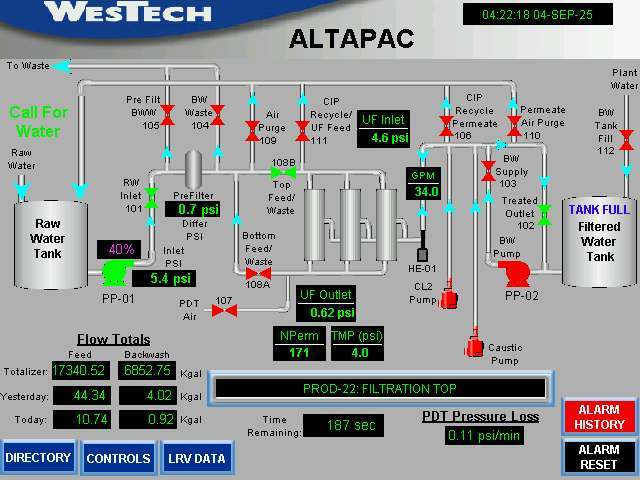 WESTECH
04:22:18 04-SEP-25
ALTAPAC
To Waste
Plant
Water
Call For
Water
Raw
Water
Pre Filt
BWW
105
BW
Waste
104
Air
Purge
109
CIP
Recycle/
UF Feed
111
UF Inlet
4.6 psi
CIP
Recycle
Permeate
106
Permeate
Air Purge
110
BW
Tank
Fill
112
RW
Inlet
101
PreFilter
0.7 psi
Differ
PSI
108B
Top
Feed/
Waste
GPM
34.0
BW
Supply
103
Treated
Outlet
102
TANK FULL
Filtered
Water
Tank
Raw
Water
Tank
40%
Inlet
PSI
5.4 psi
PP-01
Bottom
Feed/
Waste
108A
HE-01
BW
Pump
PP-02
CL2
Pump
PDT
Air
107
UF Outlet
0.62 psi
NPerm
171
TMP (psi)
4.0
Caustic
Pump
Flow Totals
Feed Backwash
Totalizer: 17340.52 6852.75 Kgal
Yesterday: 44.34 4.02 Kgal
Today: 10.74 0.92 Kgal
PROD-22: FILTRATION TOP
Time
Remaining: 187 sec
PDT Pressure Loss
0.11 psi/min
ALARM
HISTORY
ALARM
RESET
DIRECTORY
CONTROLS
LRV DATA